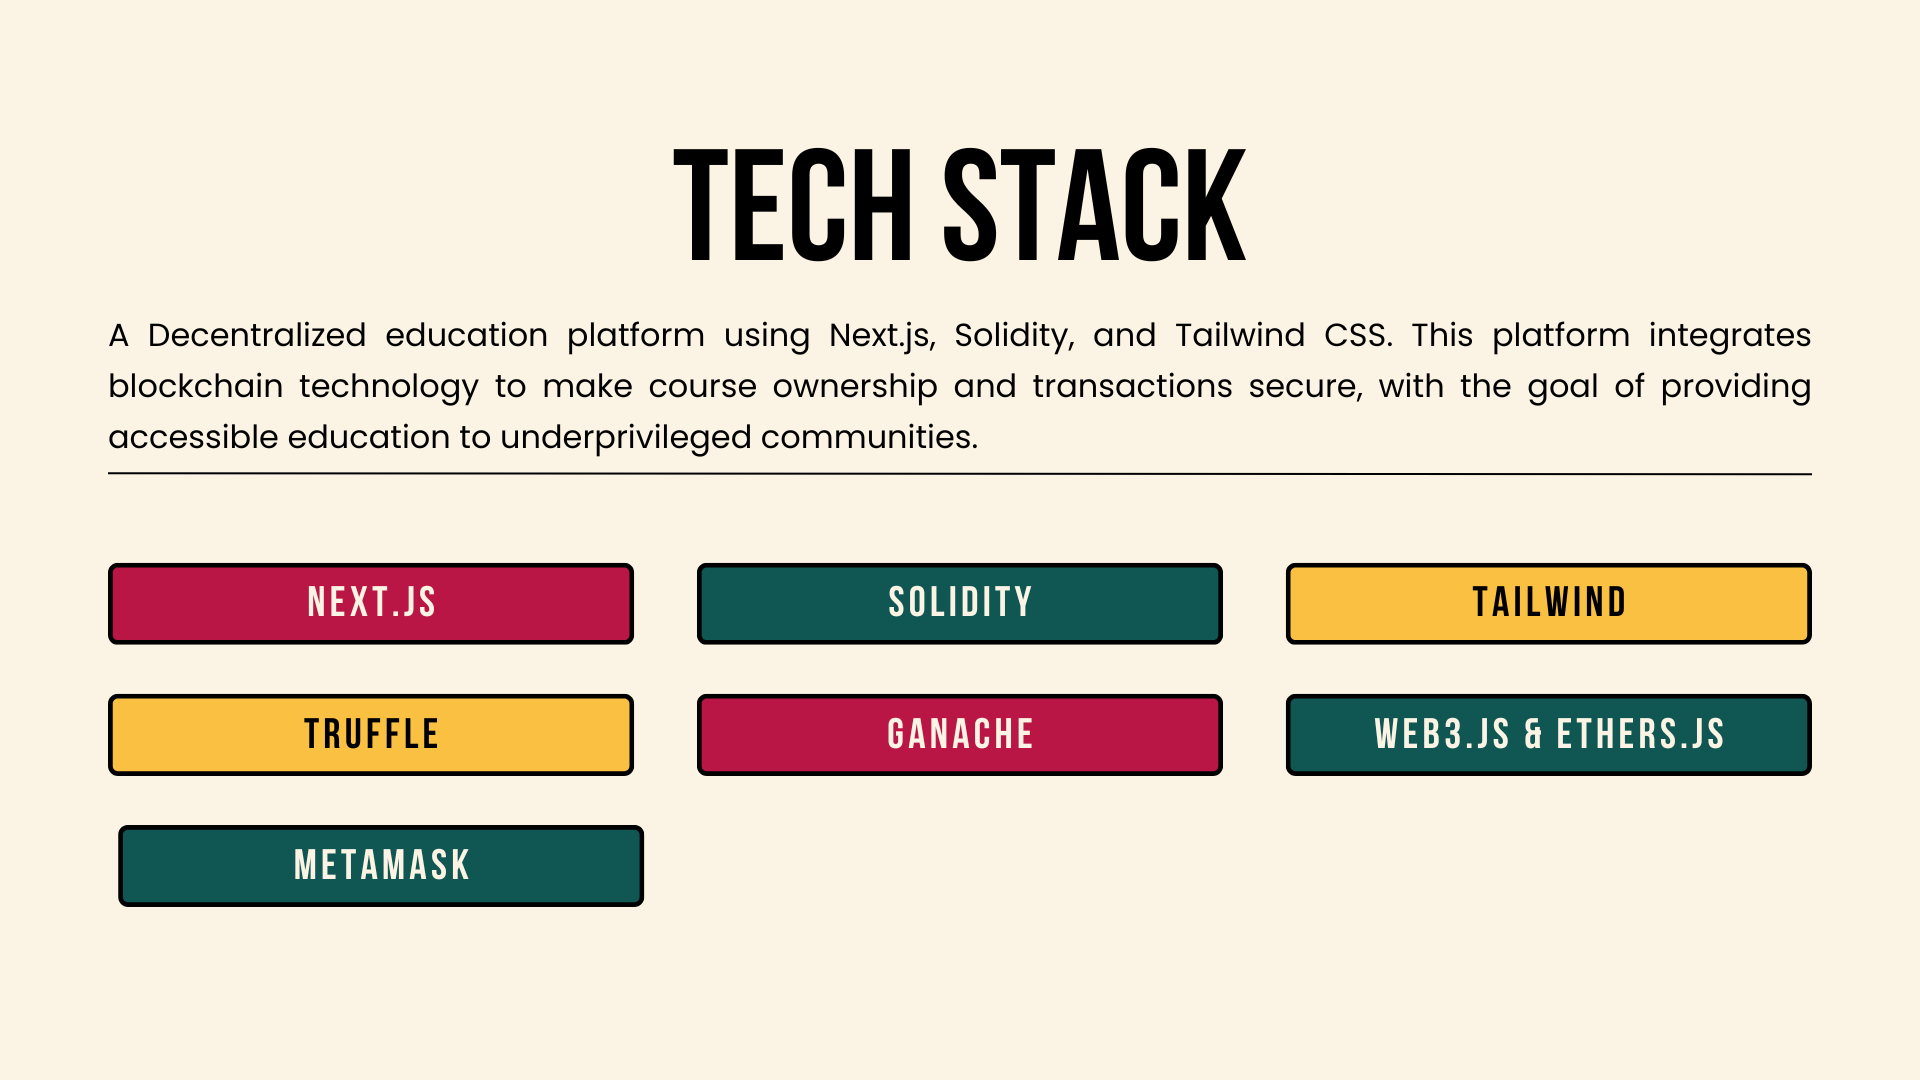 TECH STACK
A Decentralized education platform using Next.js, Solidity, and Tailwind CSS. This platform integrates
blockchain technology to make course ownership and transactions secure, with the goal of providing
accessible education to underprivileged communities.
NEXT.JS
SOLIDITY
TAILWIND
TRUFFLE
GANACHE
WEB3.JS & ETHERS.JS
METAMASK